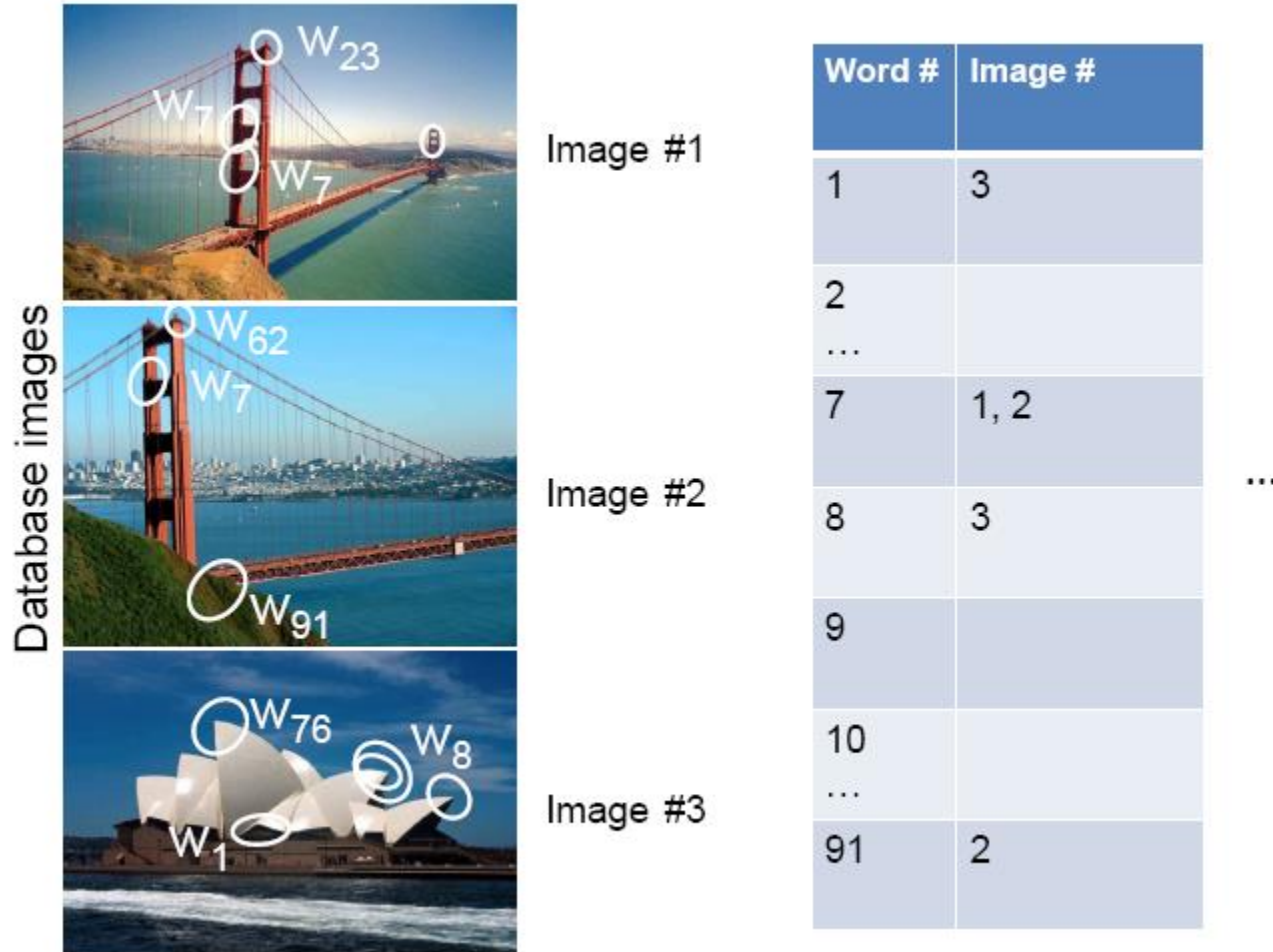 Database images
W23
W7
W7
Image #1
W62
W7
W91
Image #2
W76
W8
W1
Image #3
Word # Image #
1 3
2
...
7 1, 2
8 3
9
10
...
91 2
...